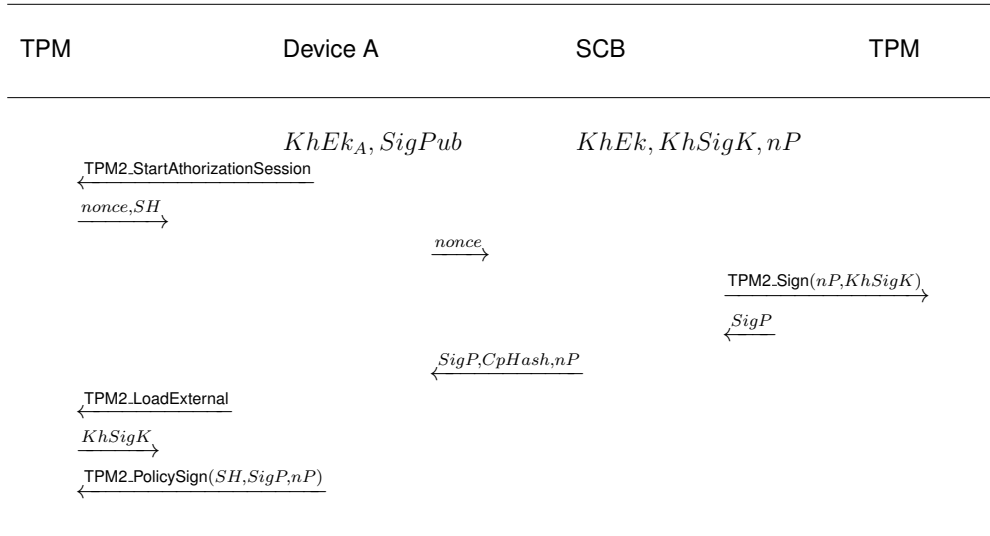 TPM Device A SCB TPM
KhEk_A, SigPub KhEk, KhSigK, nP
TPM2_StartAthorizationSession
nonce,SH
nonce
TPM2_Sign(nP,KhSigK)
SigP
SigP,CpHash,nP
TPM2_LoadExternal
KhSigK
TPM2_PolicySign(SH,SigP,nP)